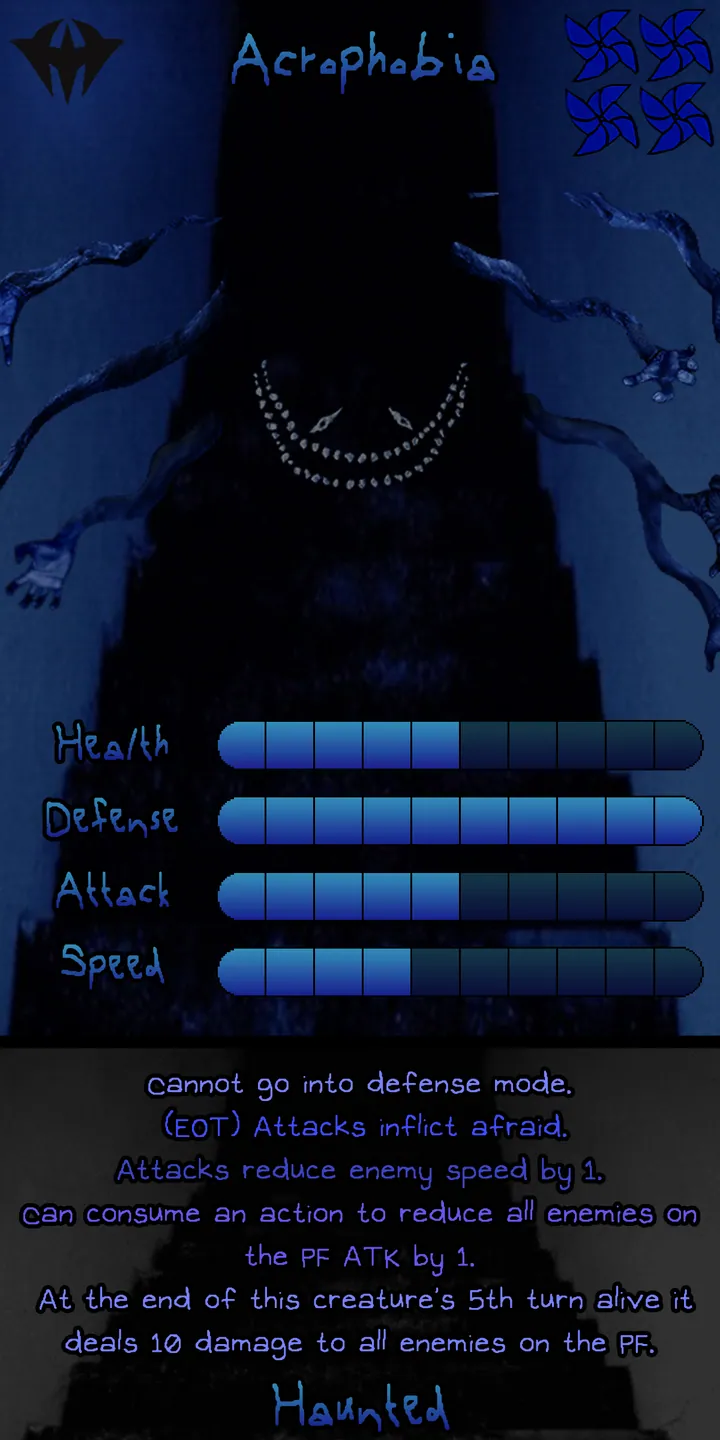 Acrophobia
Health
Defense
Attack
Speed
Cannot go into defense mode.
(EOT) Attacks inflict afraid.
Attacks reduce enemy speed by 1.
Can consume an action to reduce all enemies on
the PF ATK by 1.
At the end of this creature's 5th turn alive it
deals 10 damage to all enemies on the PF.
Haunted